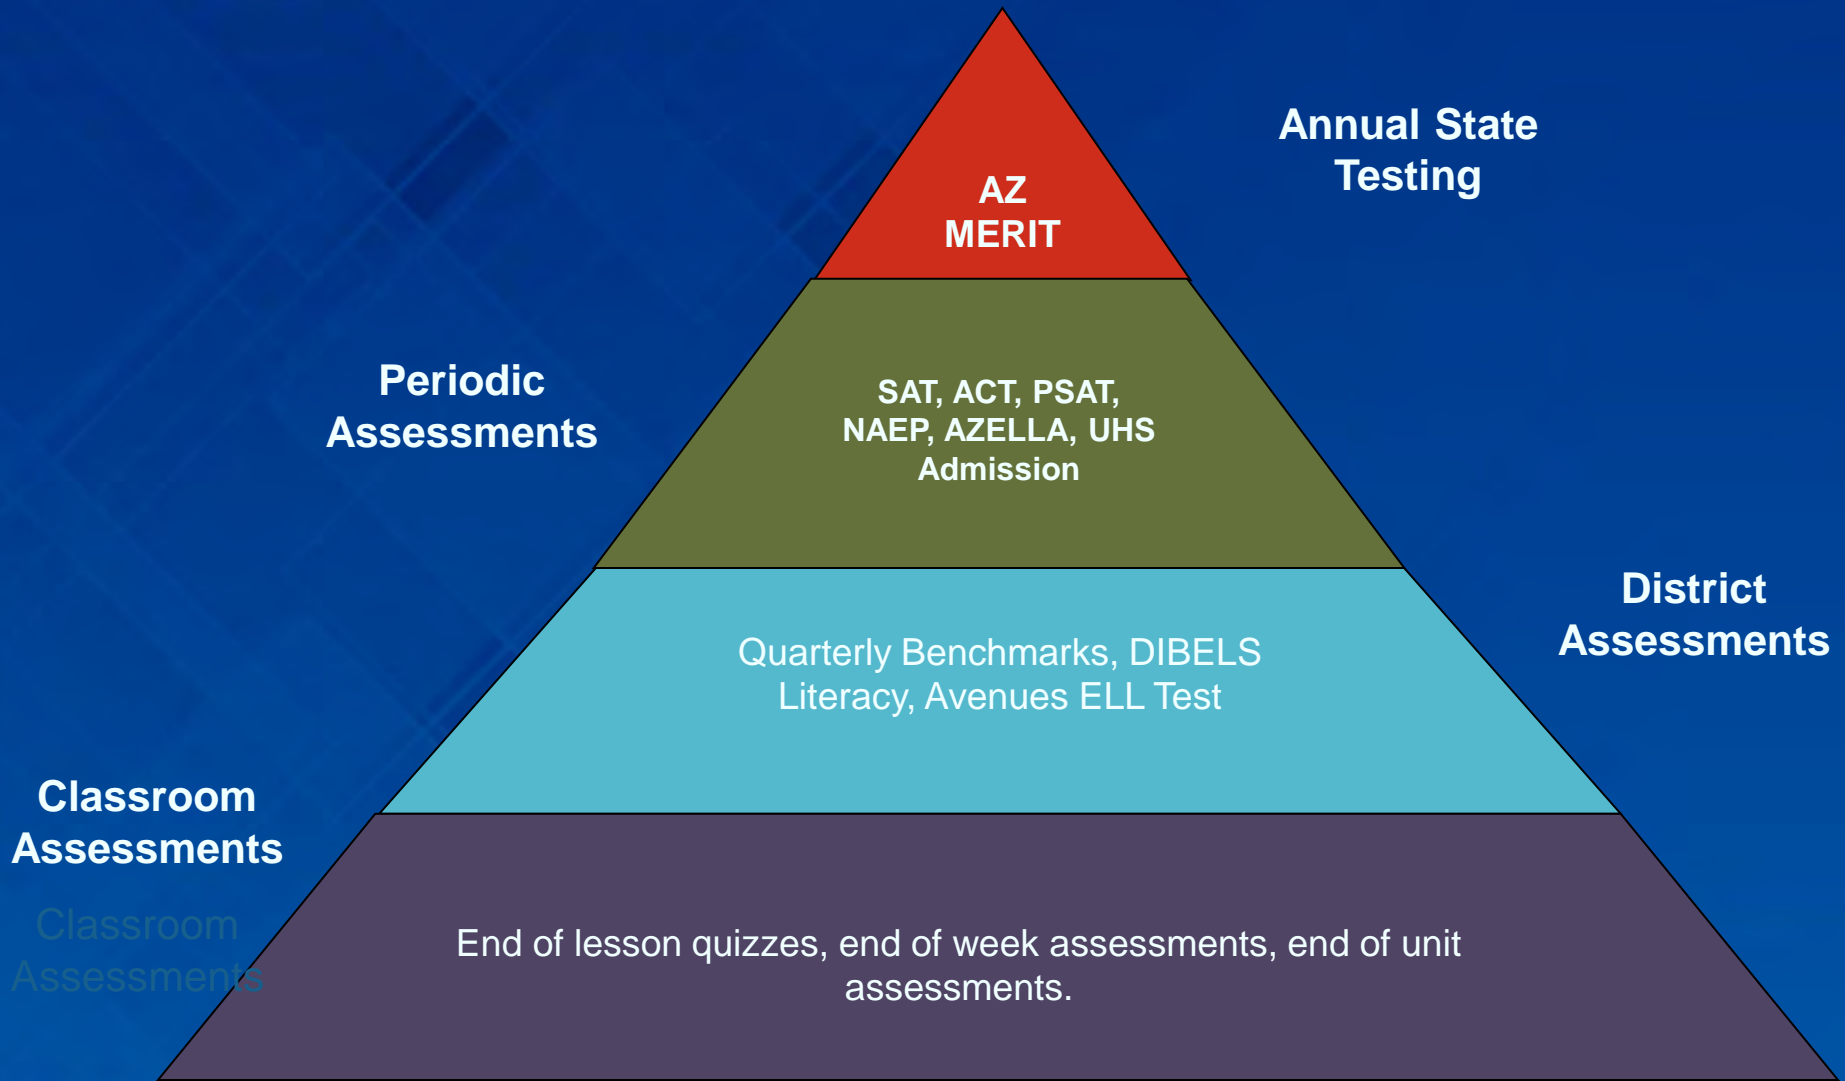 Annual State
Testing
AZ
MERIT
Periodic
Assessments
SAT, ACT, PSAT,
NAEP, AZELLA, UHS
Admission
District
Assessments
Quarterly Benchmarks, DIBELS
Literacy, Avenues ELL Test
Classroom
Assessments
Classroom
Assessments
End of lesson quizzes, end of week assessments, end of unit
assessments.